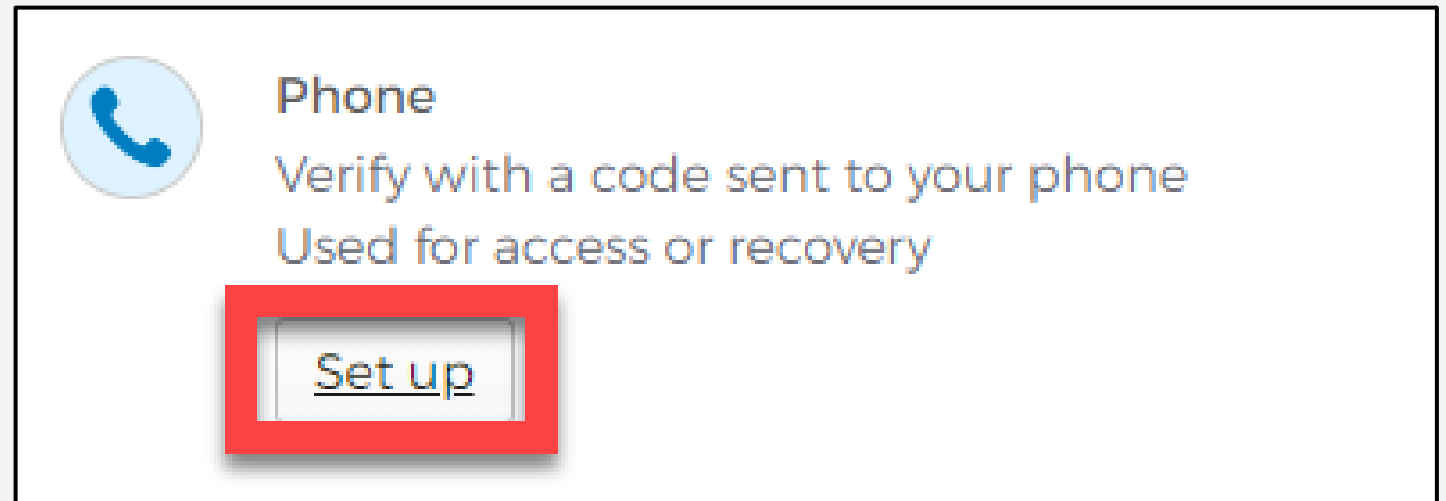 Phone
Verify with a code sent to your phone
Used for access or recovery
Set up